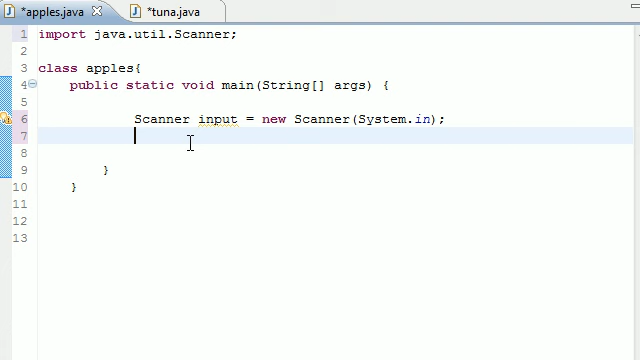 *apples.java *tuna.java
1 import java.util.Scanner;
2
3 class apples{
4 public static void main(String[] args) {
5
6 Scanner input = new Scanner(System.in);
7
8
9 }
10 }
11
12
13